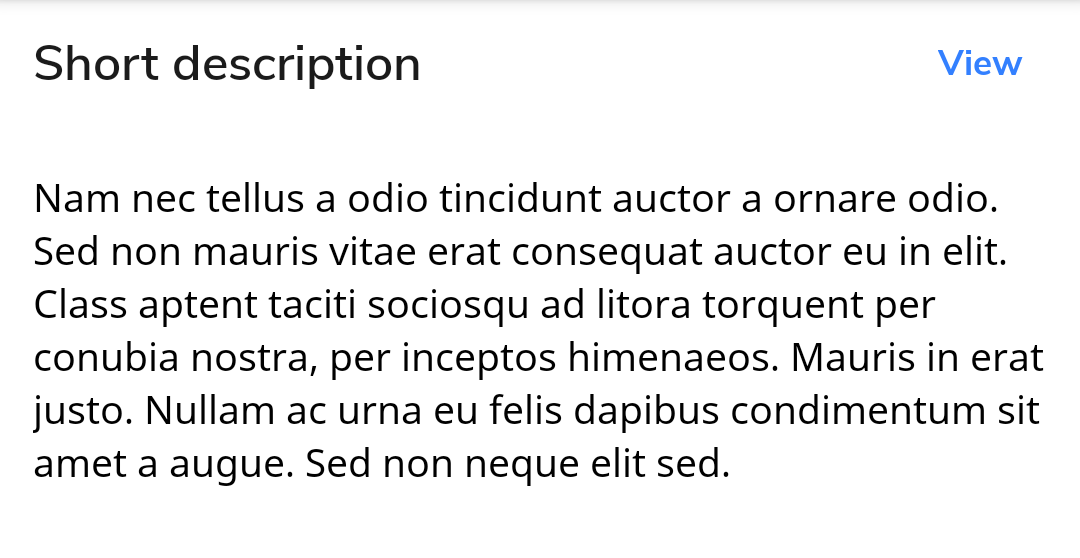 Short description
View
Nam nec tellus a odio tincidunt auctor a ornare odio.
Sed non mauris vitae erat consequat auctor eu in elit.
Class aptent taciti sociosqu ad litora torquent per
conubia nostra, per inceptos himenaeos. Mauris in erat
justo. Nullam ac urna eu felis dapibus condimentum sit
amet a augue. Sed non neque elit sed.